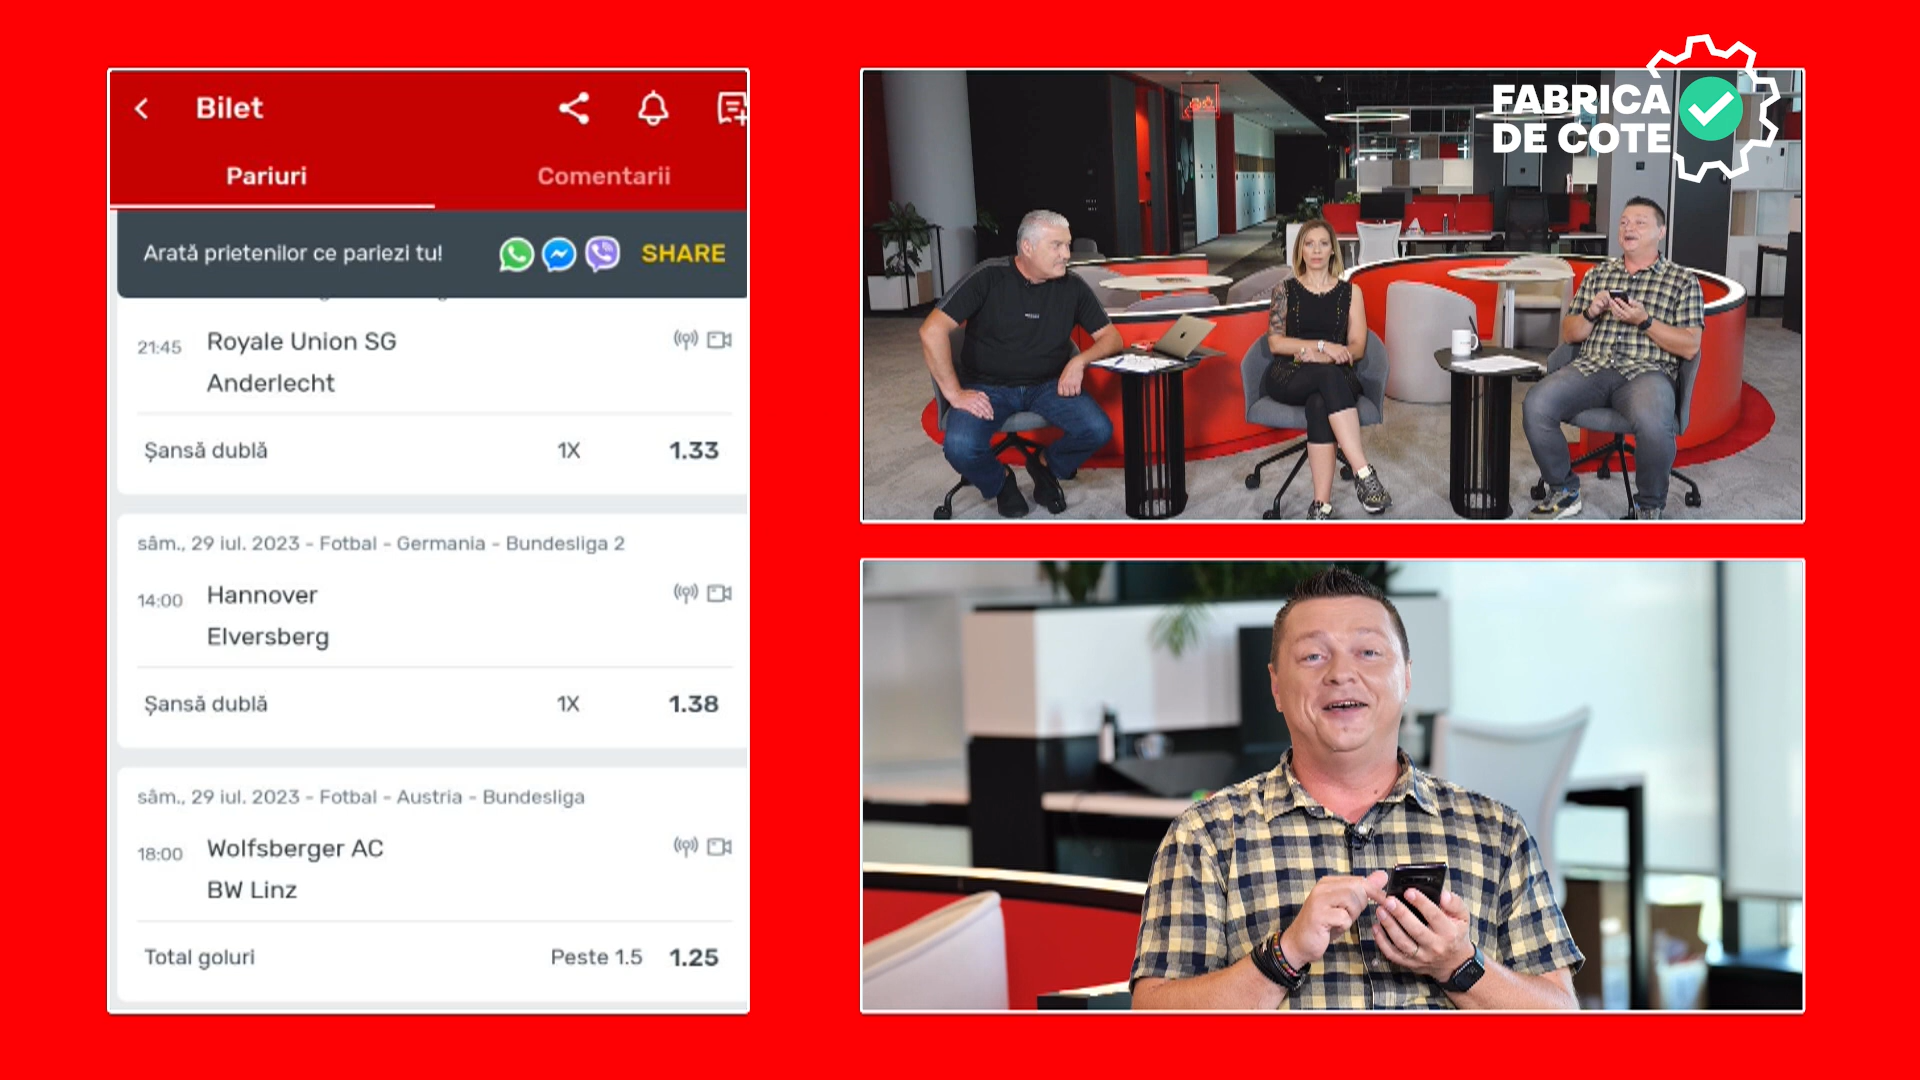 Bilet
Pariuri
Comentarii
Arată prietenilor ce pariezi tu!
SHARE
21:45
Royale Union SG
Anderlecht
Șansă dublă 1X 1.33
sâm., 29 iul. 2023 - Fotbal - Germania - Bundesliga 2
14:00
Hannover
Elversberg
Șansă dublă 1X 1.38
sâm., 29 iul. 2023 - Fotbal - Austria - Bundesliga
18:00
Wolfsberger AC
BW Linz
Total goluri Peste 1.5 1.25
FABRICA
DE COTE